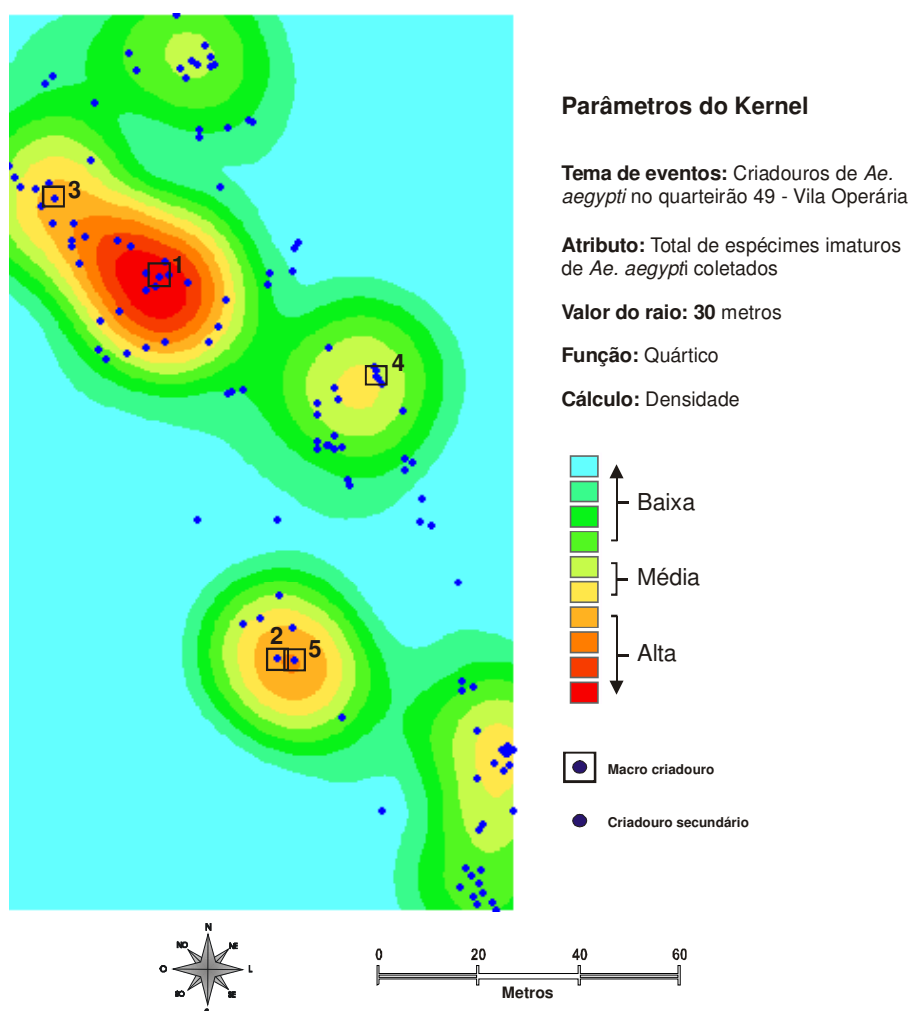 Parâmetros do Kernel
Tema de eventos: Criadouros de Ae.
aegypti no quarteirão 49 - Vila Operária
Atributo: Total de espécimes imaturos
de Ae. aegypti coletados
Valor do raio: 30 metros
Função: Quártico
Cálculo: Densidade
3
1
4
2
5
Baixa
Média
Alta
Macro criadouro
Criadouro secundário
N
NO
NE
O
L
SO
SE
0
20
40
60
Metros